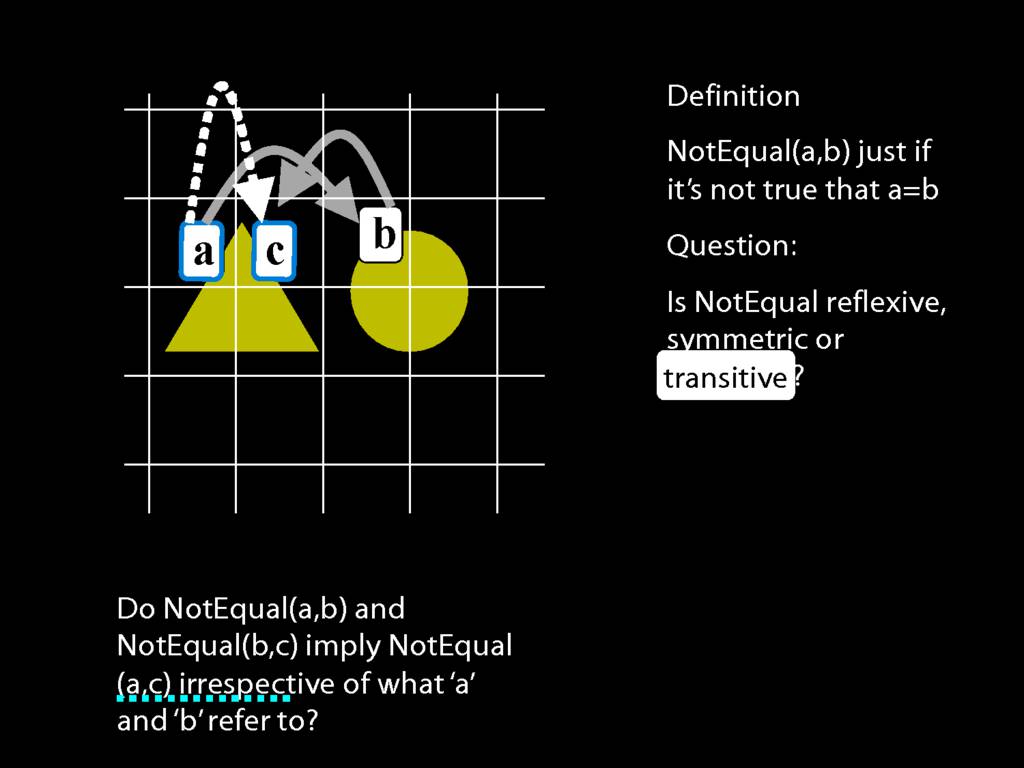 Definition
NotEqual(a,b) just if
it's not true that a=b
Question:
Is NotEqual reflexive,
symmetric or
transitive?
a c b
Do NotEqual(a,b) and
NotEqual(b,c) imply NotEqual
(a,c) irrespective of what ‘a’
and ‘b’ refer to?